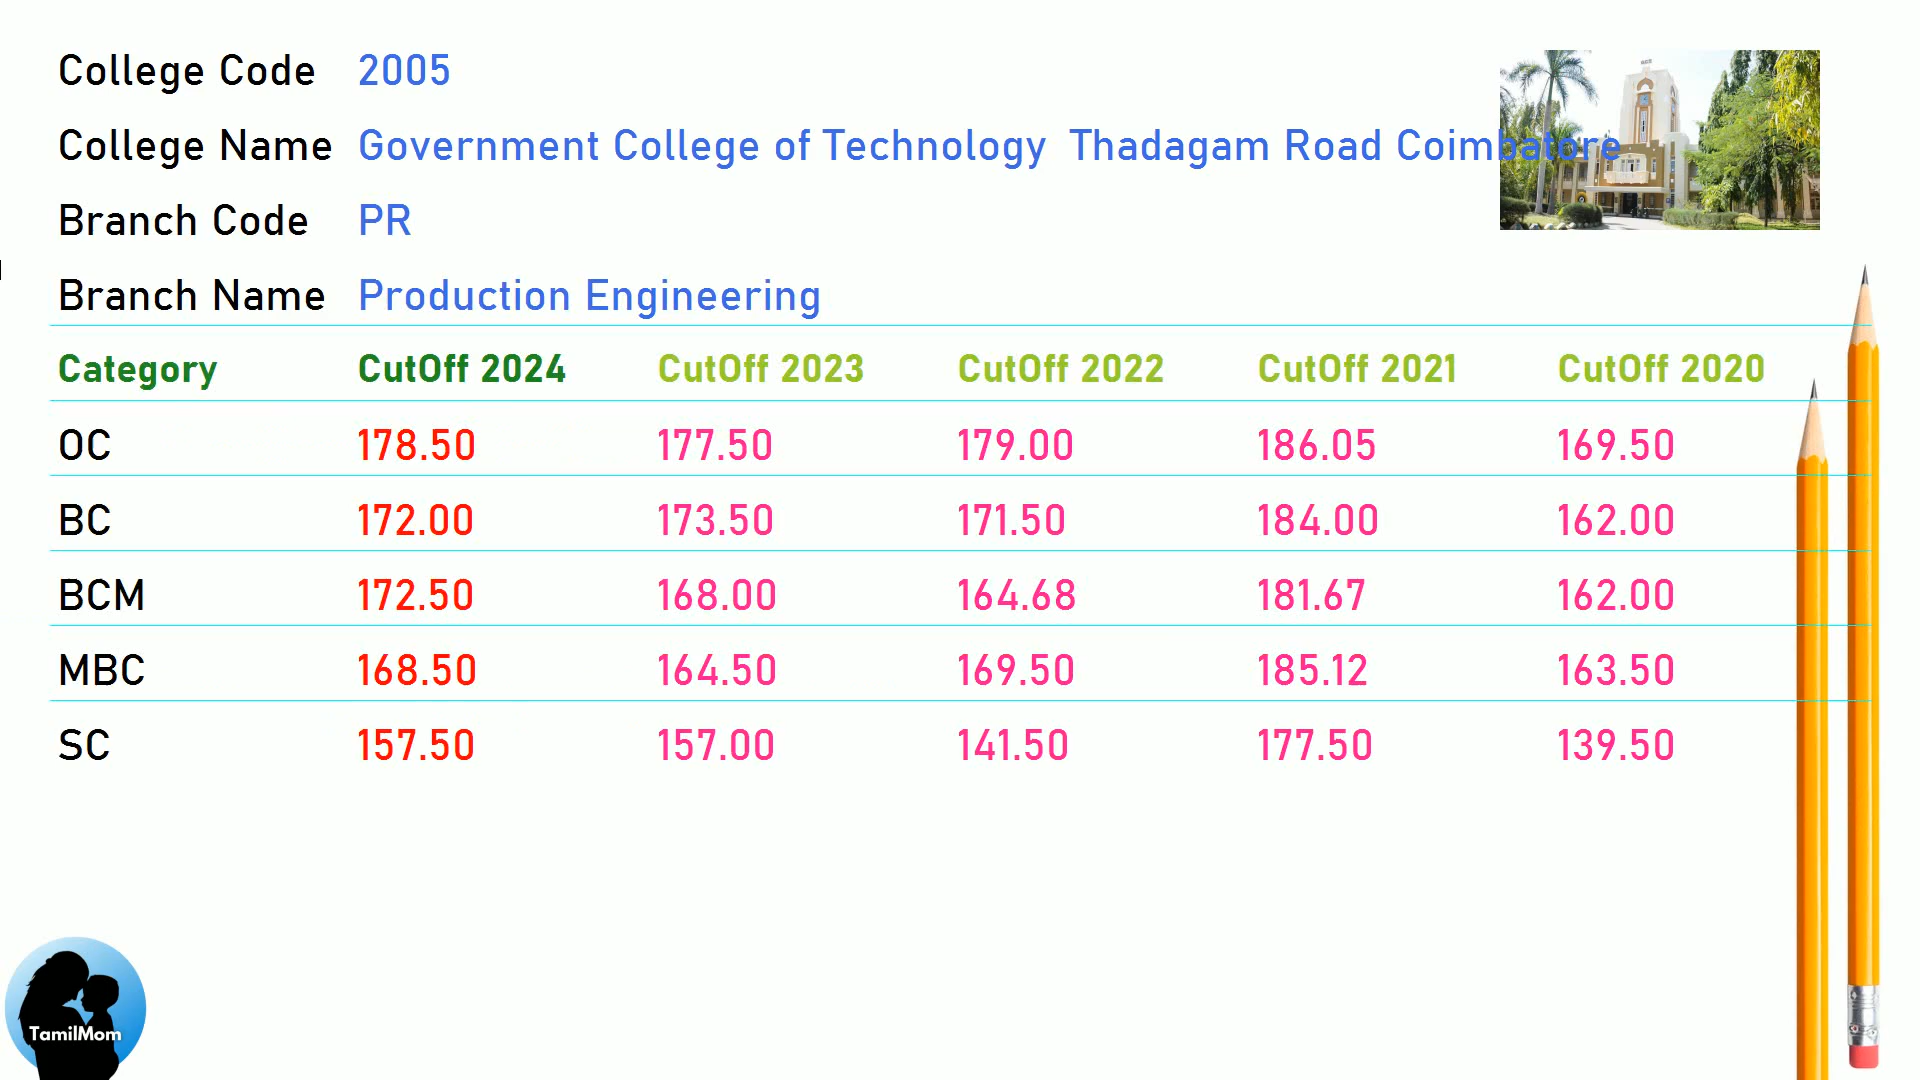 College Code 2005
College Name Government College of Technology Thadagam Road Coimbatore
Branch Code PR
Branch Name Production Engineering
Category CutOff 2024 CutOff 2023 CutOff 2022 CutOff 2021 CutOff 2020
OC 178.50 177.50 179.00 186.05 169.50
BC 172.00 173.50 171.50 184.00 162.00
BCM 172.50 168.00 164.68 181.67 162.00
MBC 168.50 164.50 169.50 185.12 163.50
SC 157.50 157.00 141.50 177.50 139.50
TamilMom